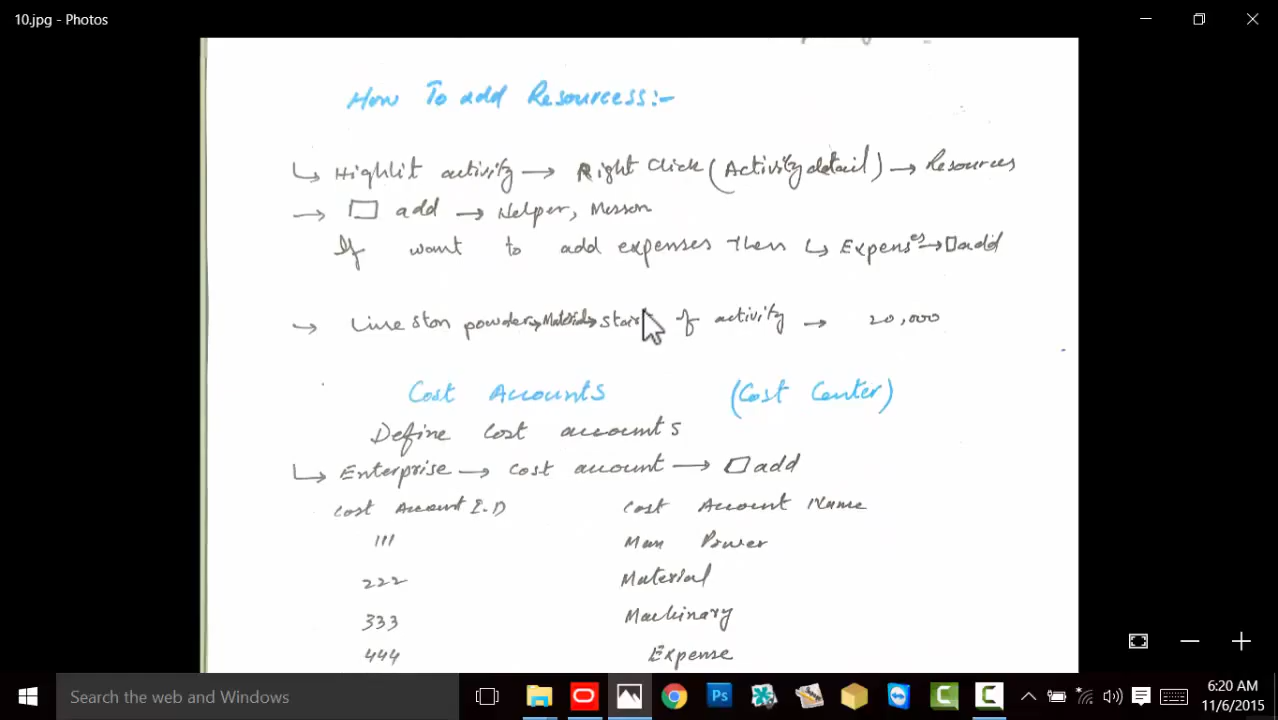 10.jpg - Photos
How To add Resourcess:-
↳ Highlit activity → Right Click (Activity detail) → Resources
→ □ add → Helper, Messon
If want to add expenses Then ↳ Expenses → □ add
→ Lime ston powder → Material → Start of activity → 20,000
Cost Accounts (Cost Center)
Define Cost accounts
↳ Enterprise → Cost account → □ add
Cost Account I.D Cost Account Name
111 Man Power
222 Material
333 Machinary
444 Expense
Search the web and Windows
Ps
6:20 AM
11/6/2015